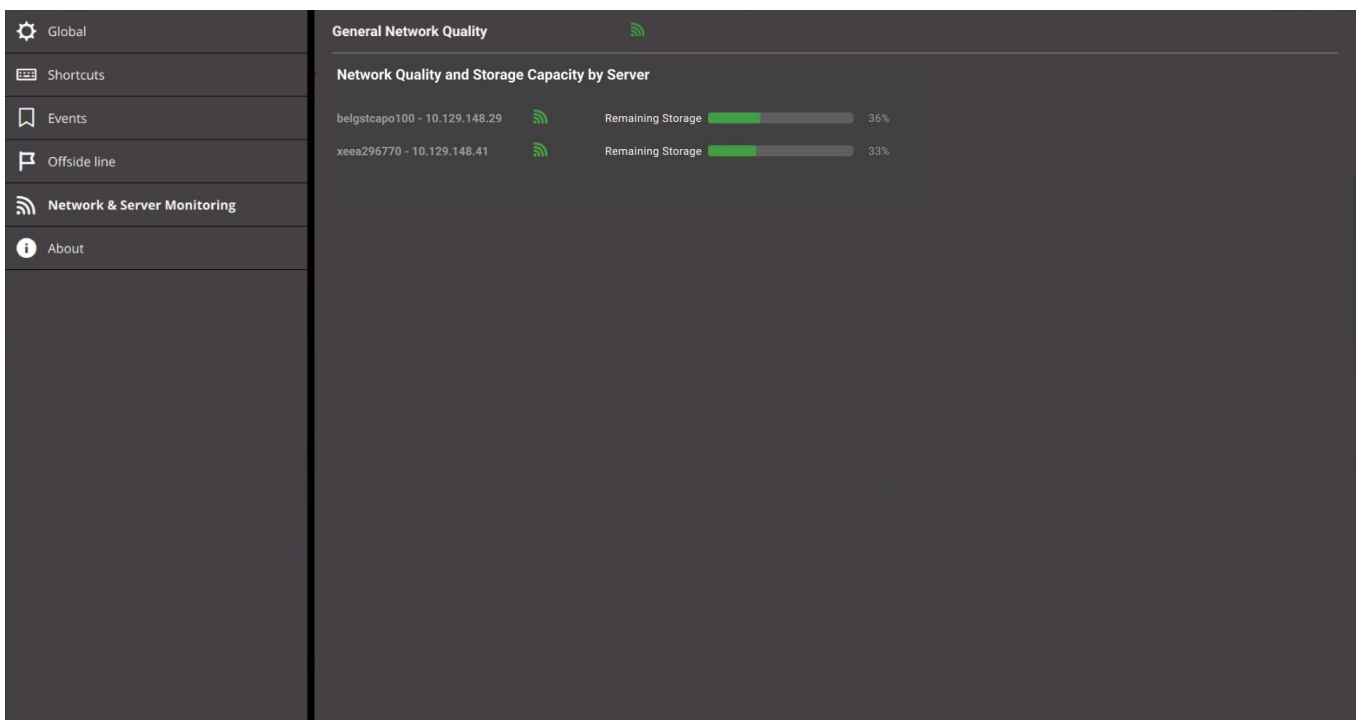 Global
Shortcuts
Events
Offside line
Network & Server Monitoring
About
General Network Quality
Network Quality and Storage Capacity by Server
belgstcapo100 - 10.129.148.29 Remaining Storage 36%
xeea296770 - 10.129.148.41 Remaining Storage 33%